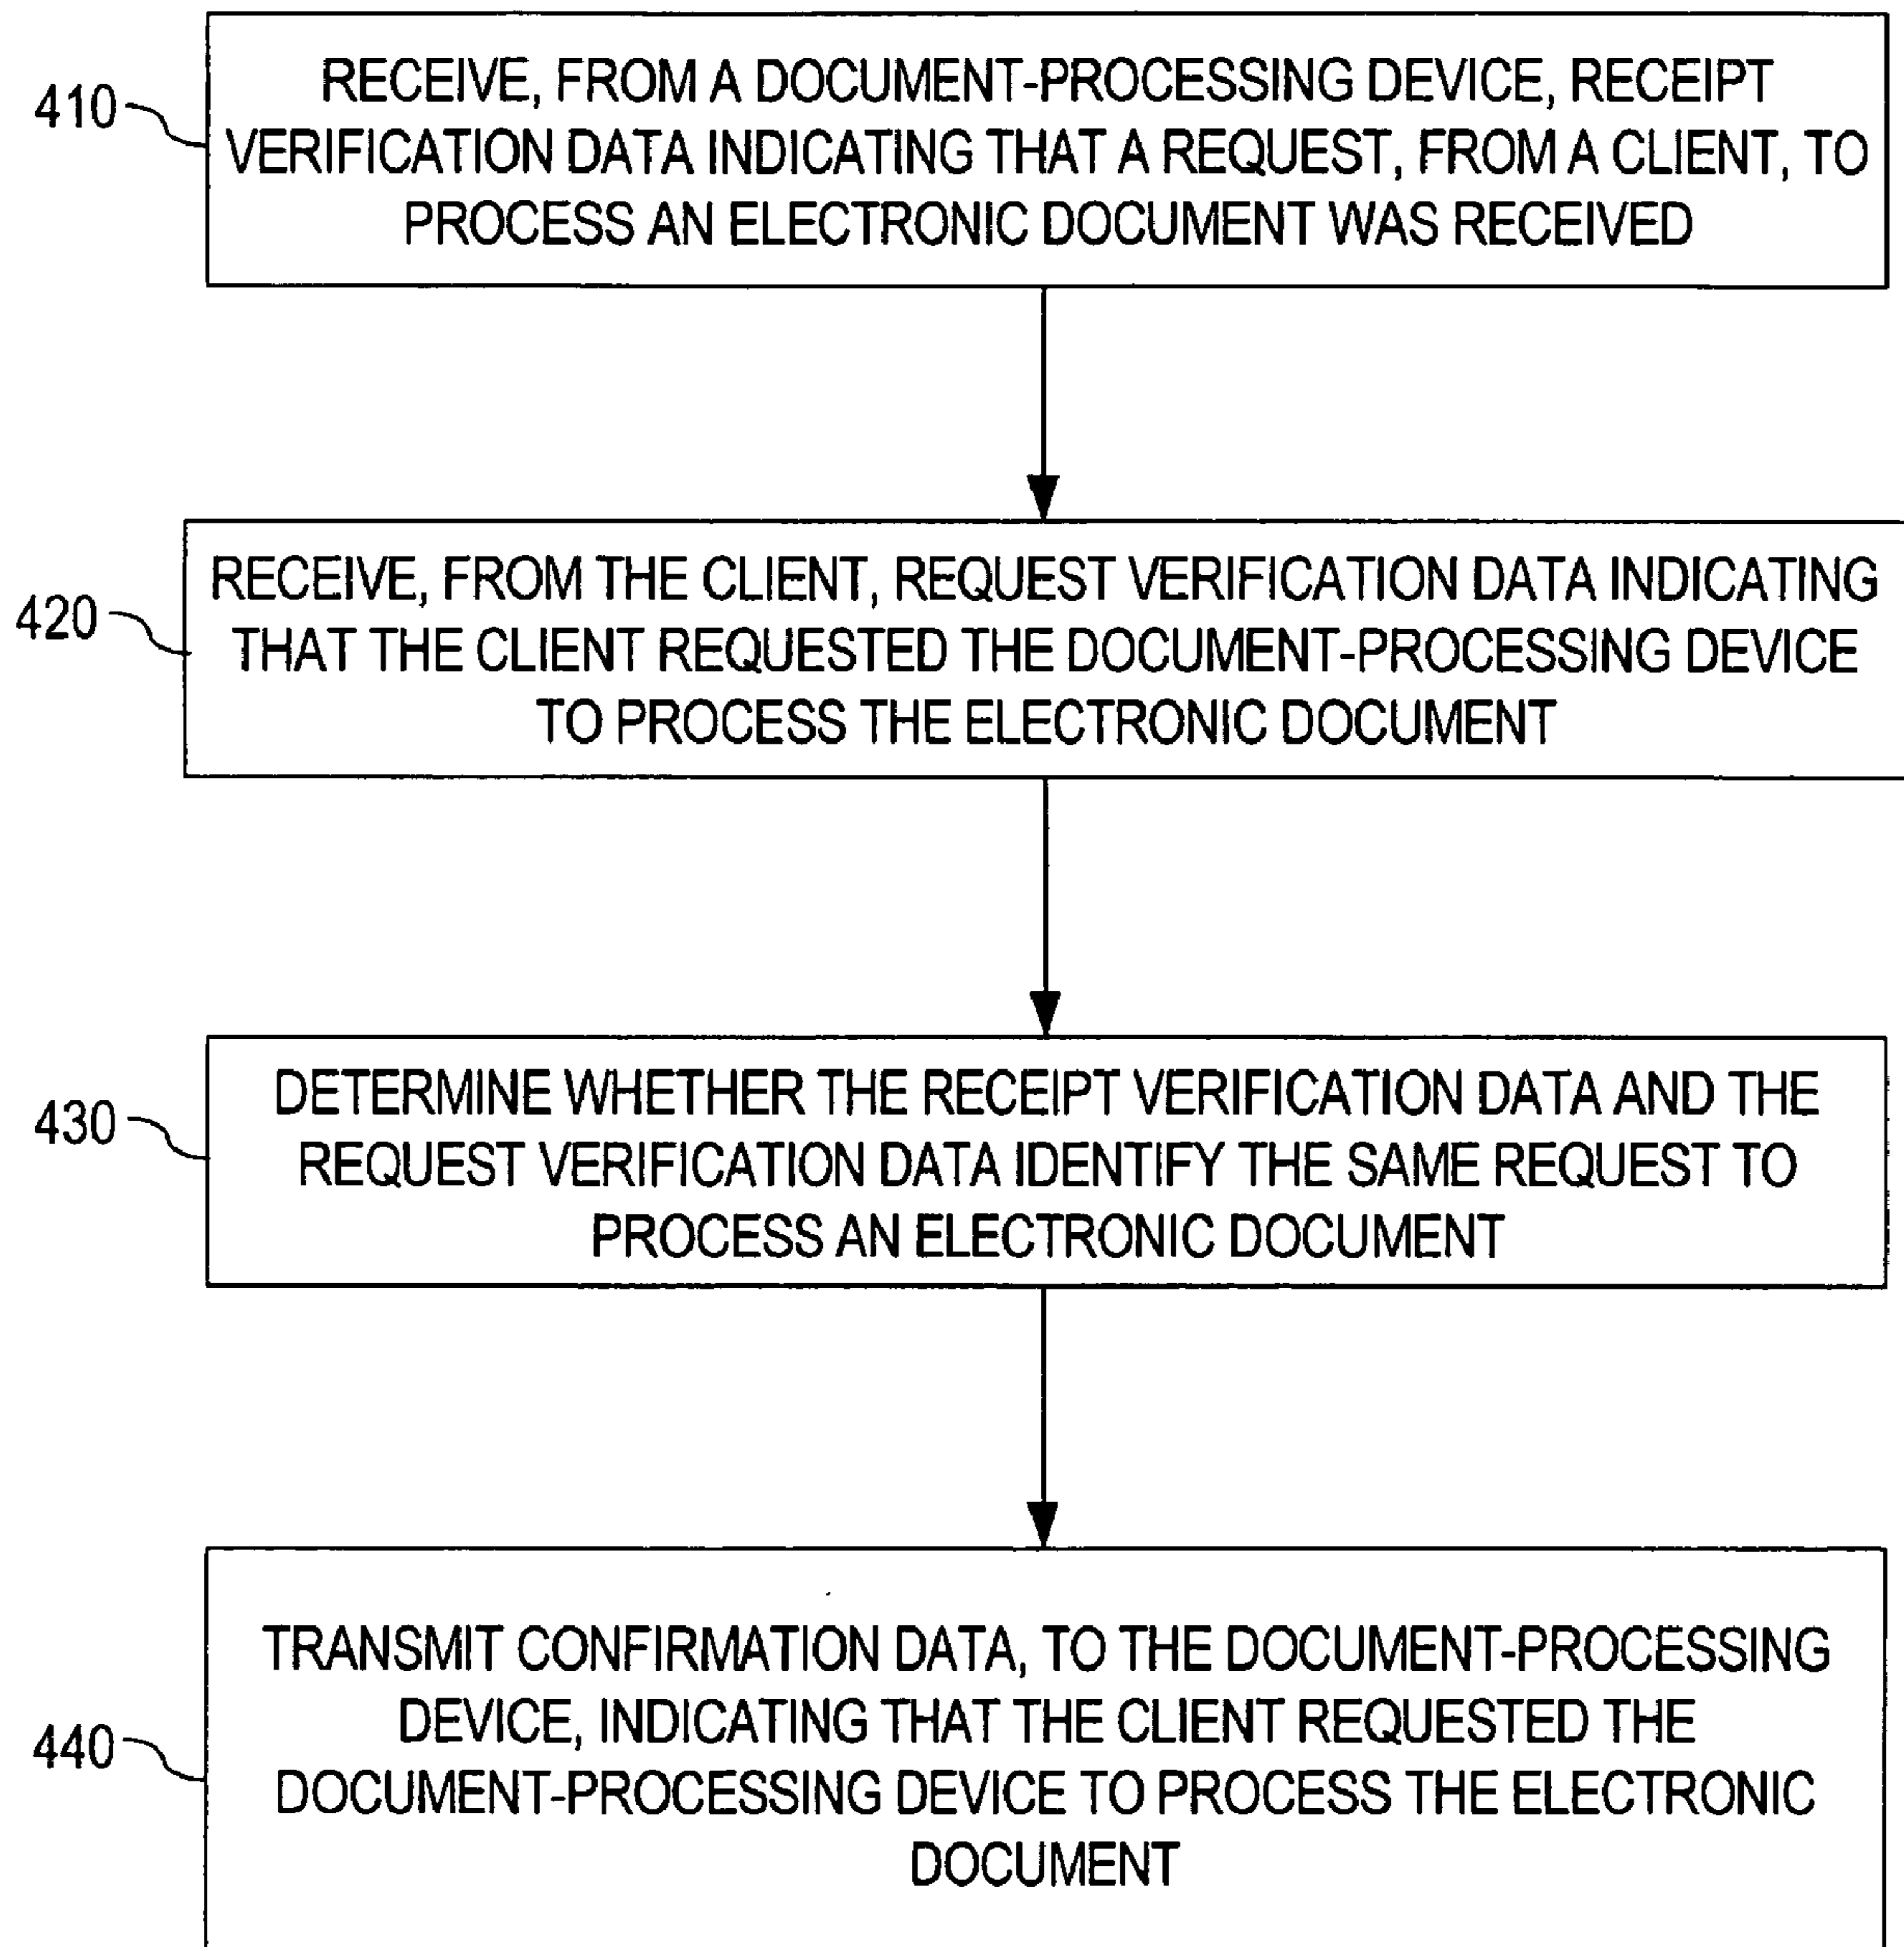 410
RECEIVE, FROM A DOCUMENT-PROCESSING DEVICE, RECEIPT
VERIFICATION DATA INDICATING THAT A REQUEST, FROM A CLIENT, TO
PROCESS AN ELECTRONIC DOCUMENT WAS RECEIVED
420
RECEIVE, FROM THE CLIENT, REQUEST VERIFICATION DATA INDICATING
THAT THE CLIENT REQUESTED THE DOCUMENT-PROCESSING DEVICE
TO PROCESS THE ELECTRONIC DOCUMENT
430
DETERMINE WHETHER THE RECEIPT VERIFICATION DATA AND THE
REQUEST VERIFICATION DATA IDENTIFY THE SAME REQUEST TO
PROCESS AN ELECTRONIC DOCUMENT
440
TRANSMIT CONFIRMATION DATA, TO THE DOCUMENT-PROCESSING
DEVICE, INDICATING THAT THE CLIENT REQUESTED THE
DOCUMENT-PROCESSING DEVICE TO PROCESS THE ELECTRONIC
DOCUMENT